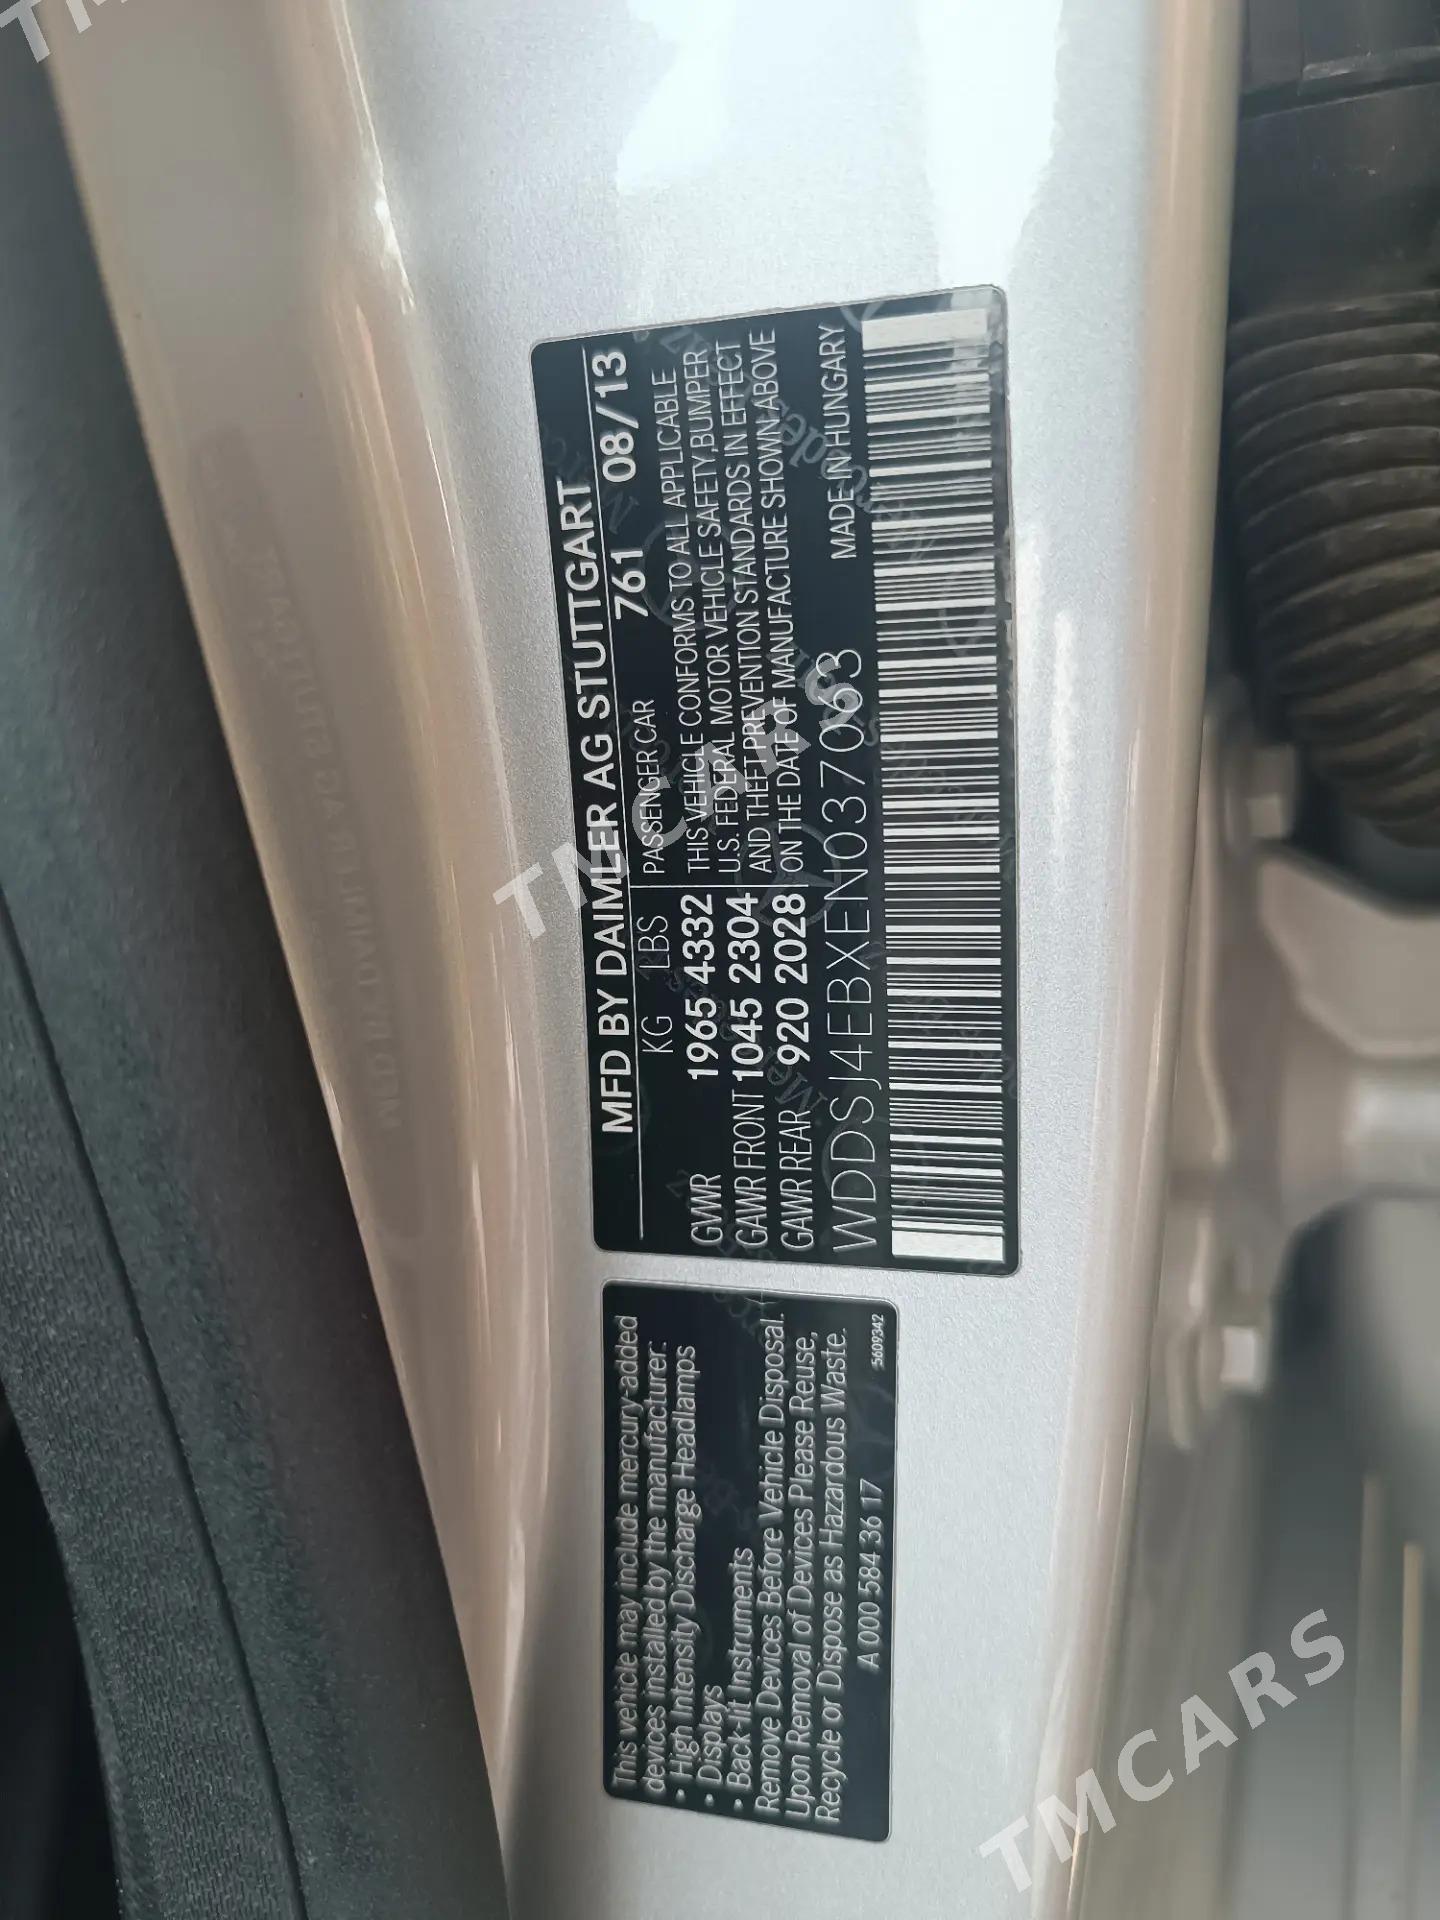 MFD BY DAIMLER AG STUTTGART
761 08/13
KG LBS PASSENGER CAR
GVWR 1965 4332 THIS VEHICLE CONFORMS TO ALL APPLICABLE
U.S. FEDERAL MOTOR VEHICLE SAFETY, BUMPER
GAWR FRONT 1045 2304 AND THEFT PREVENTION STANDARDS IN EFFECT
GAWR REAR 920 2028 ON THE DATE OF MANUFACTURE SHOWN ABOVE
WDDSJ4EBXEN037063 MADE IN HUNGARY
This vehicle may include mercury-added
devices installed by the manufacturer:
• High Intensity Discharge Headlamps
• Displays
• Back-lit Instruments
Remove Devices Before Vehicle Disposal.
Upon Removal of Devices Please Reuse,
Recycle or Dispose as Hazardous Waste.
A 000 584 36 17 5609342
TMCARS
TMCARS